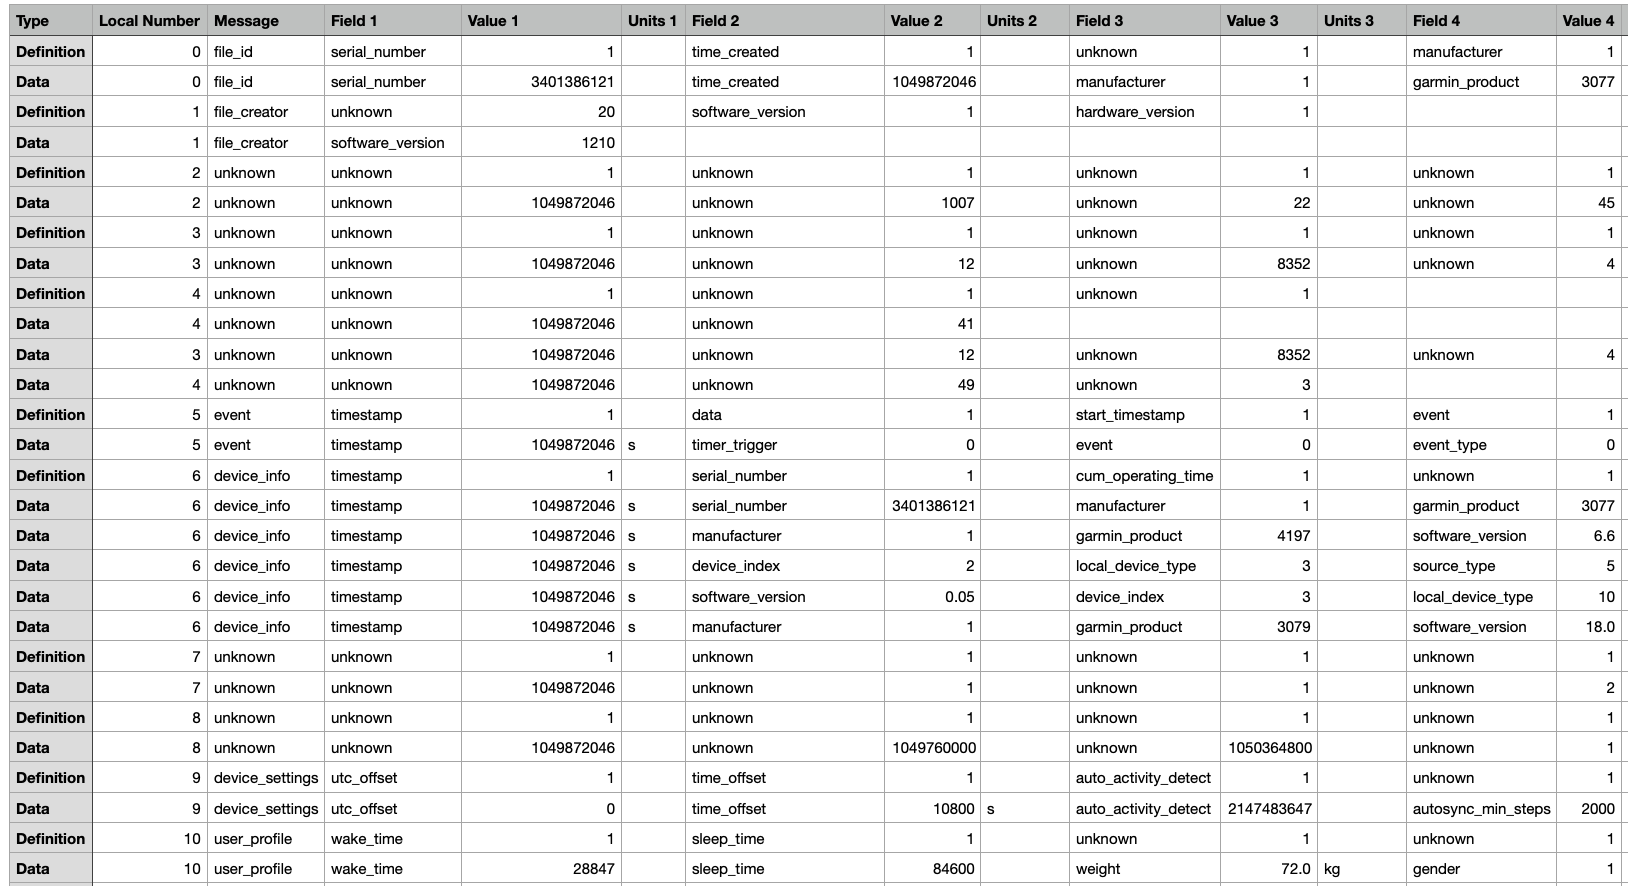 Type Local Number Message Field 1 Value 1 Units 1 Field 2 Value 2 Units 2 Field 3 Value 3 Units 3 Field 4 Value 4
Definition 0 file_id serial_number 1 time_created 1 unknown 1 manufacturer 1
Data 0 file_id serial_number 3401386121 time_created 1049872046 manufacturer 1 garmin_product 3077
Definition 1 file_creator unknown 20 software_version 1 hardware_version 1
Data 1 file_creator software_version 1210
Definition 2 unknown unknown 1 unknown 1 unknown 1 unknown 1
Data 2 unknown unknown 1049872046 unknown 1007 unknown 22 unknown 45
Definition 3 unknown unknown 1 unknown 1 unknown 1 unknown 1
Data 3 unknown unknown 1049872046 unknown 12 unknown 8352 unknown 4
Definition 4 unknown unknown 1 unknown 1 unknown 1
Data 4 unknown unknown 1049872046 unknown 41
Data 3 unknown unknown 1049872046 unknown 12 unknown 8352 unknown 4
Data 4 unknown unknown 1049872046 unknown 49 unknown 3
Definition 5 event timestamp 1 data 1 start_timestamp 1 event 1
Data 5 event timestamp 1049872046 s timer_trigger 0 event 0 event_type 0
Definition 6 device_info timestamp 1 serial_number 1 cum_operating_time 1 unknown 1
Data 6 device_info timestamp 1049872046 s serial_number 3401386121 manufacturer 1 garmin_product 3077
Data 6 device_info timestamp 1049872046 s manufacturer 1 garmin_product 4197 software_version 6.6
Data 6 device_info timestamp 1049872046 s device_index 2 local_device_type 3 source_type 5
Data 6 device_info timestamp 1049872046 s software_version 0.05 device_index 3 local_device_type 10
Data 6 device_info timestamp 1049872046 s manufacturer 1 garmin_product 3079 software_version 18.0
Definition 7 unknown unknown 1 unknown 1 unknown 1 unknown 1
Data 7 unknown unknown 1049872046 unknown 1 unknown 1 unknown 2
Definition 8 unknown unknown 1 unknown 1 unknown 1 unknown 1
Data 8 unknown unknown 1049872046 unknown 1049760000 unknown 1050364800 unknown 1
Definition 9 device_settings utc_offset 1 time_offset 1 auto_activity_detect 1 unknown 1
Data 9 device_settings utc_offset 0 time_offset 10800 s auto_activity_detect 2147483647 autosync_min_steps 2000
Definition 10 user_profile wake_time 1 sleep_time 1 unknown 1 unknown 1
Data 10 user_profile wake_time 28847 sleep_time 84600 weight 72.0 kg gender 1